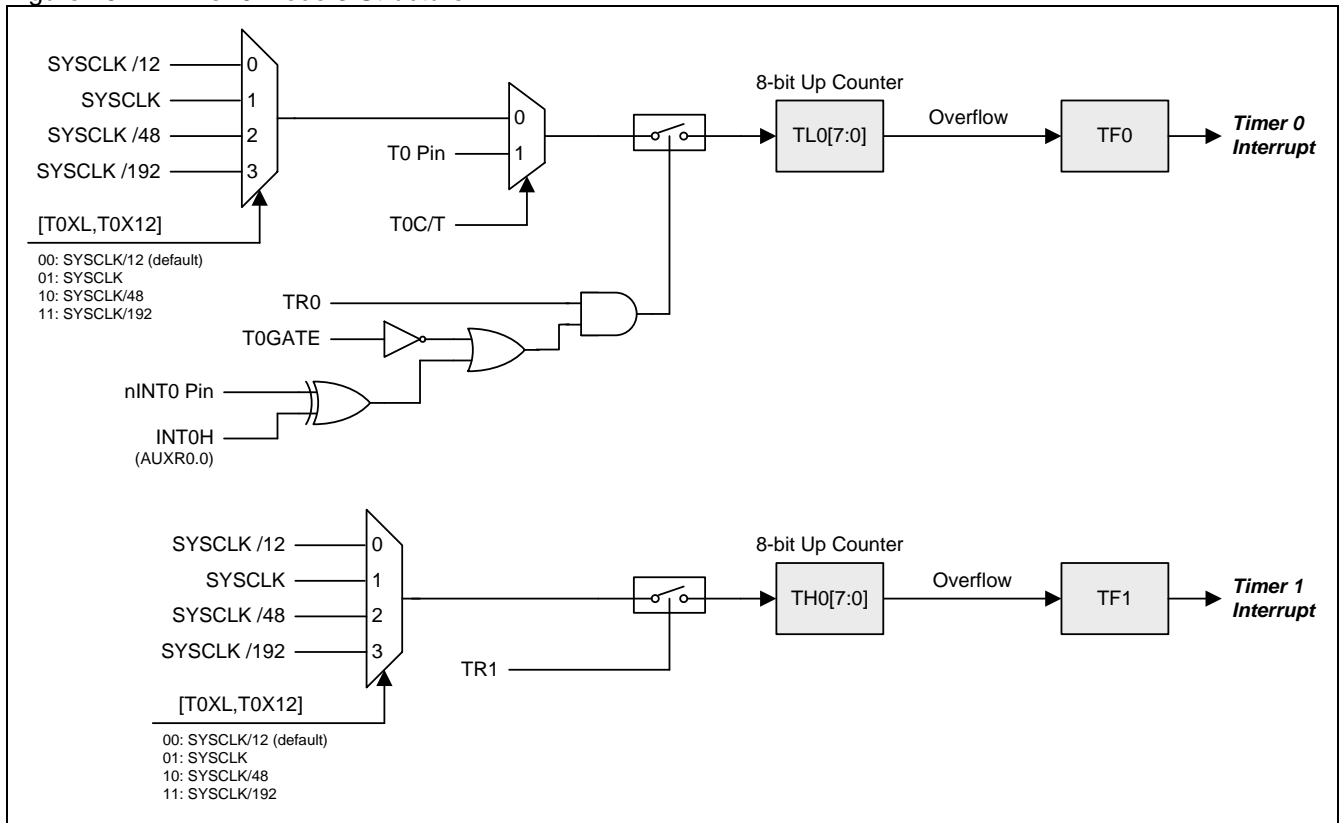 8-bit Up Counter
SYSCLK /12
0
SYSCLK
1
SYSCLK /48
2
SYSCLK /192
3
[T0XL,T0X12]
00: SYSCLK/12 (default)
01: SYSCLK
10: SYSCLK/48
11: SYSCLK/192
0
T0 Pin
1
T0C/T
TL0[7:0]
Overflow
TF0
Timer 0
Interrupt
TR0
T0GATE
nINT0 Pin
INT0H
(AUXR0.0)
8-bit Up Counter
SYSCLK /12
0
SYSCLK
1
SYSCLK /48
2
SYSCLK /192
3
[T0XL,T0X12]
00: SYSCLK/12 (default)
01: SYSCLK
10: SYSCLK/48
11: SYSCLK/192
TR1
TH0[7:0]
Overflow
TF1
Timer 1
Interrupt